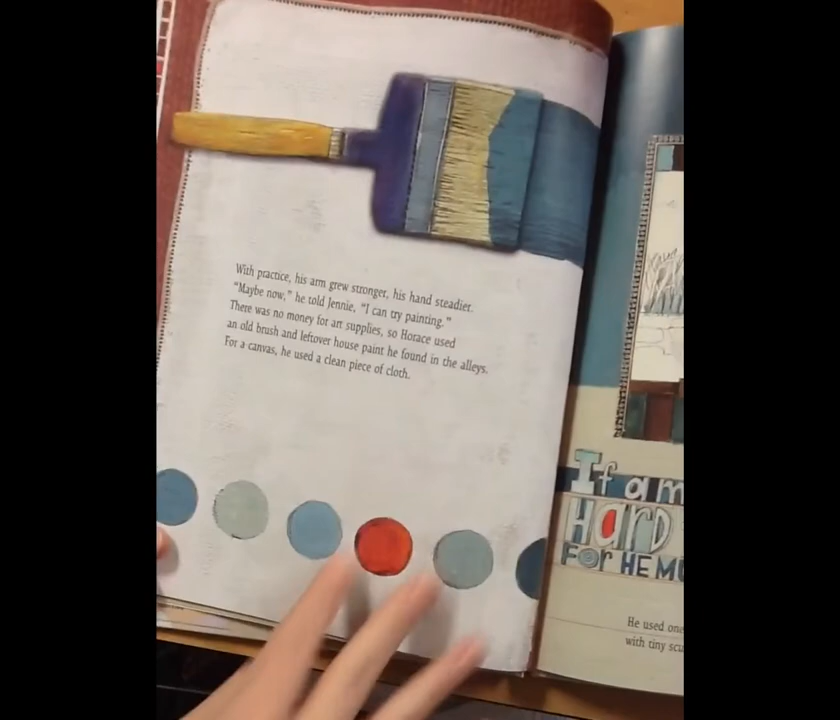 With practice, his arm grew stronger, his hand steadier.
"Maybe now," he told Jennie, "I can try painting."
There was no money for art supplies, so Horace used
an old brush and leftover house paint he found in the alleys.
For a canvas, he used a clean piece of cloth.
If a m
HARD
FOR HE MU
He used one
with tiny scu